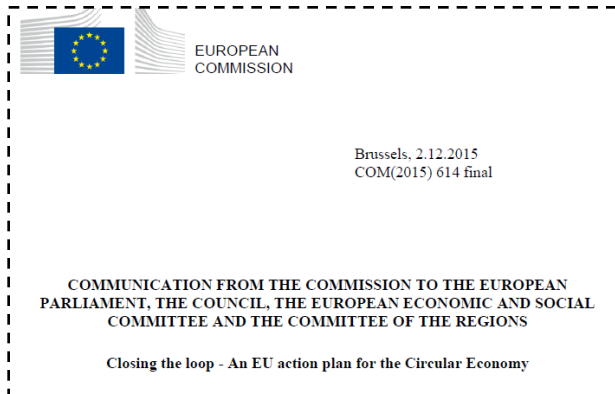 EUROPEAN
COMMISSION
Brussels, 2.12.2015
COM(2015) 614 final
COMMUNICATION FROM THE COMMISSION TO THE EUROPEAN
PARLIAMENT, THE COUNCIL, THE EUROPEAN ECONOMIC AND SOCIAL
COMMITTEE AND THE COMMITTEE OF THE REGIONS
Closing the loop - An EU action plan for the Circular Economy